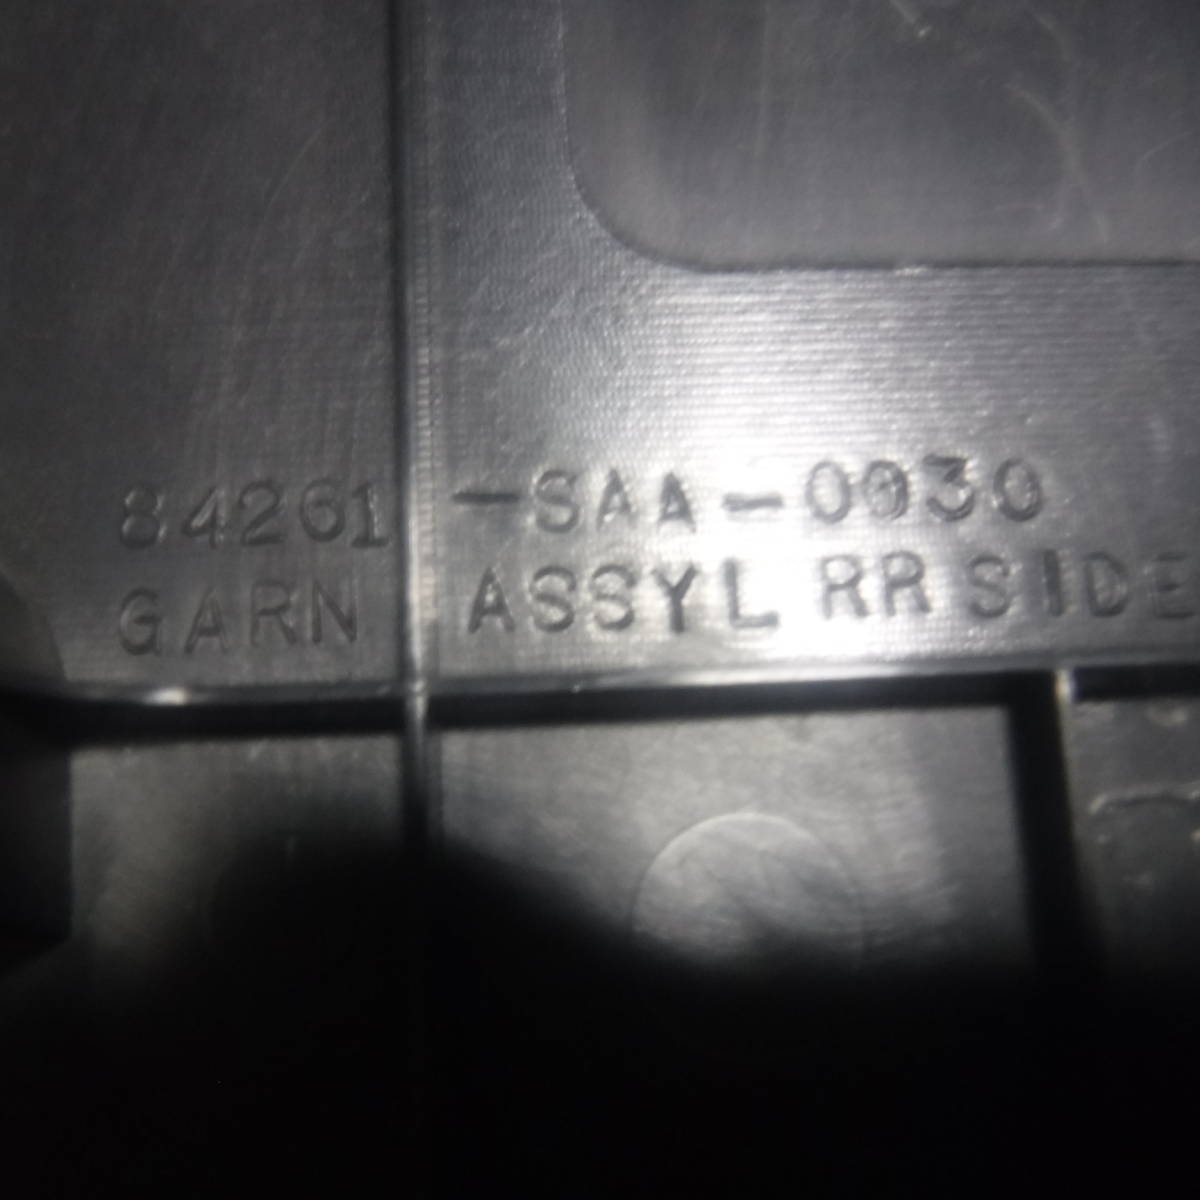 84261-SAA-0030
GARN ASSYL RR SIDE